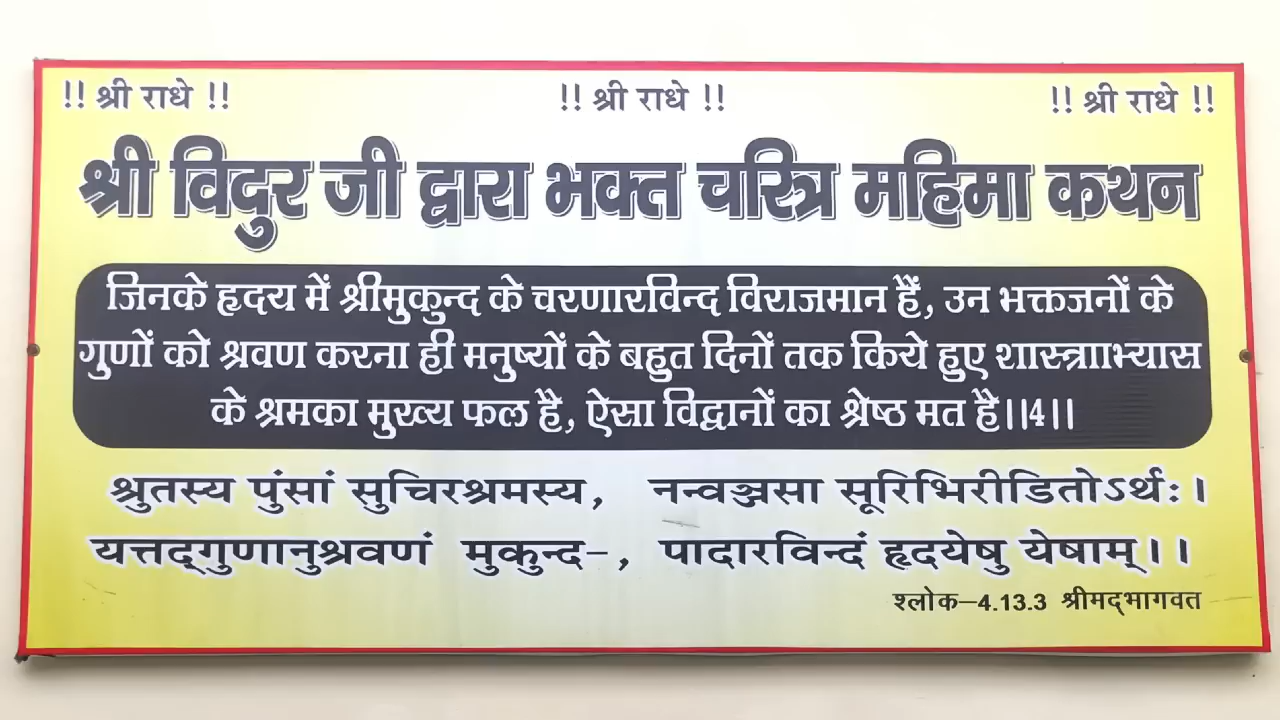 !! श्री राधे !! !! श्री राधे !! !! श्री राधे !!
श्री विदुर जी द्वारा भक्त चरित्र महिमा कथन
जिनके हृदय में श्रीमुकुन्द के चरणारविन्द विराजमान हैं, उन भक्तजनों के
गुणों को श्रवण करना ही मनुष्यों के बहुत दिनों तक किये हुए शास्त्रााभ्यास
के श्रमका मुख्य फल है, ऐसा विद्वानों का श्रेष्ठ मत है।।4।।
श्रुतस्य पुंसां सुचिरश्रमस्य, नन्वञ्जसा सूरिभिरीडितोऽर्थः।
यत्तद्गुणानुश्रवणं मुकुन्द-, पादारविन्दं हृदयेषु येषाम्।।
श्लोक-4.13.3 श्रीमद्भागवत